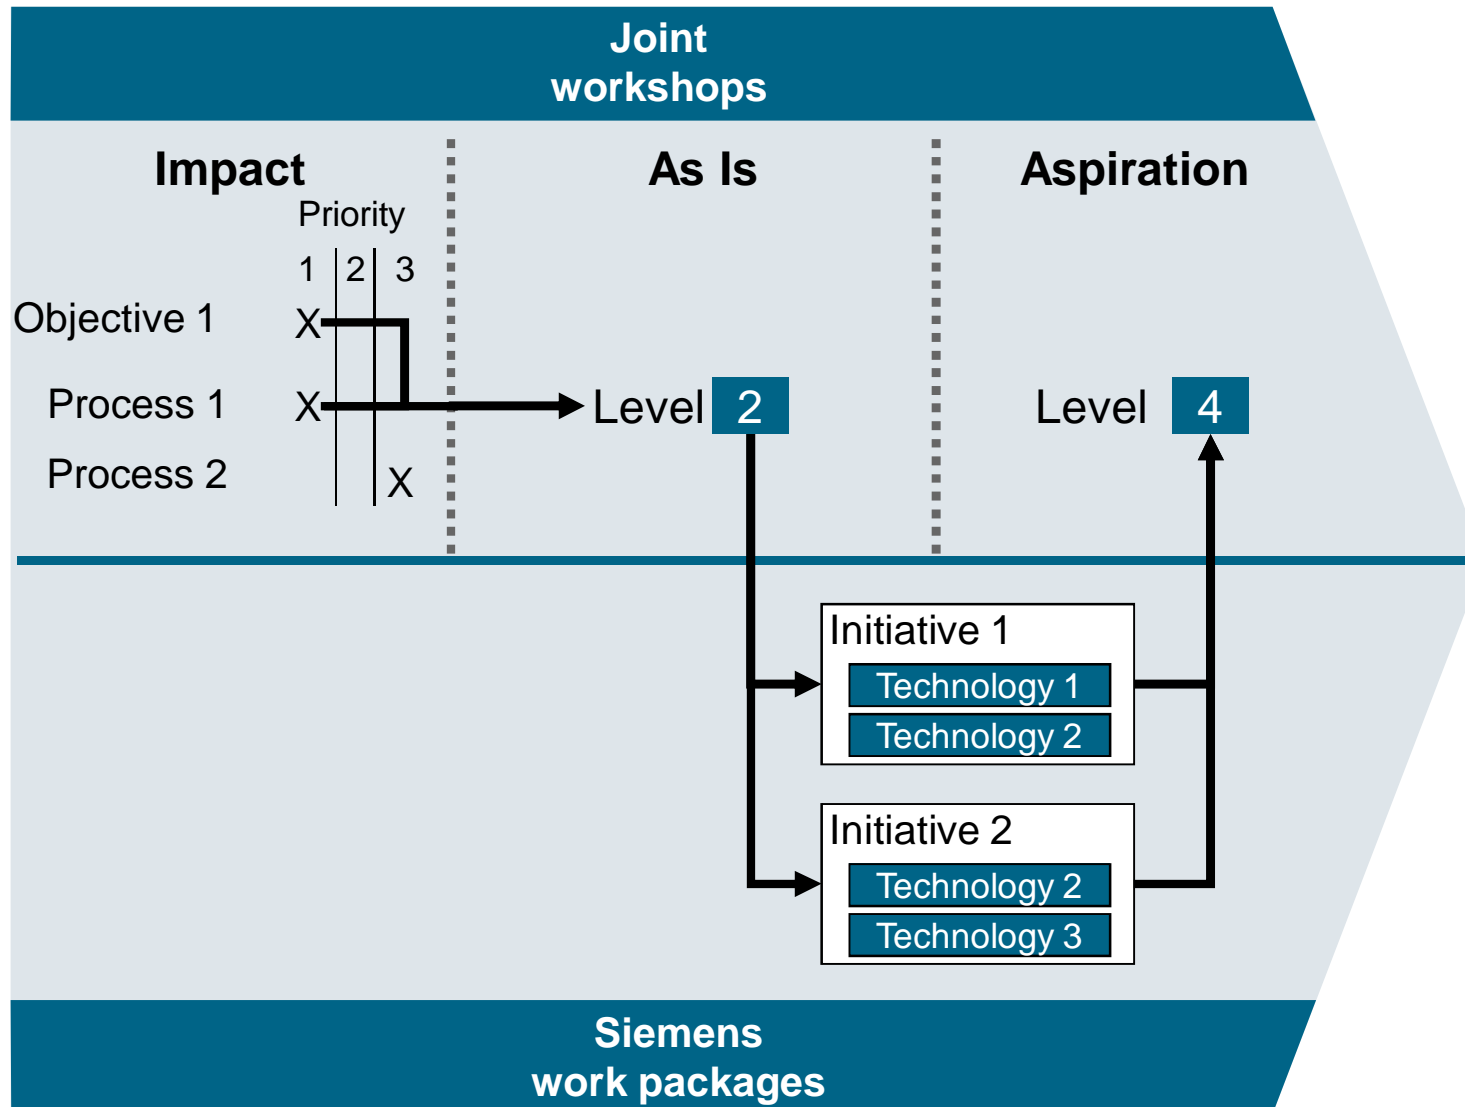 Joint
workshops
Impact
As Is
Aspiration
Priority
1 2 3
Objective 1 X
Process 1 X
Level 2
Level 4
Process 2 X
Initiative 1
Technology 1
Technology 2
Initiative 2
Technology 2
Technology 3
Siemens
work packages